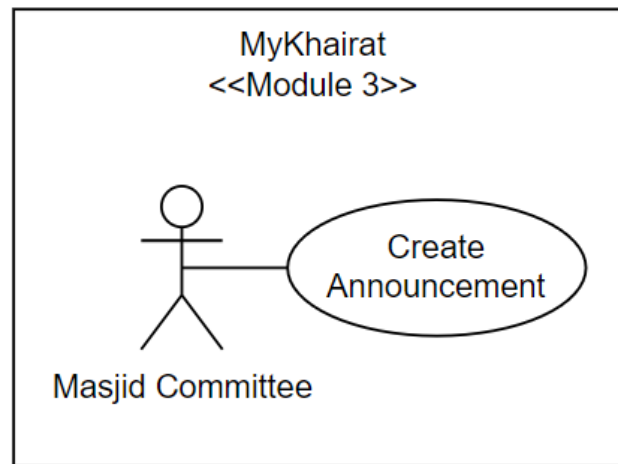 MyKhairat
<<Module 3>>
Create
Announcement
Masjid Committee